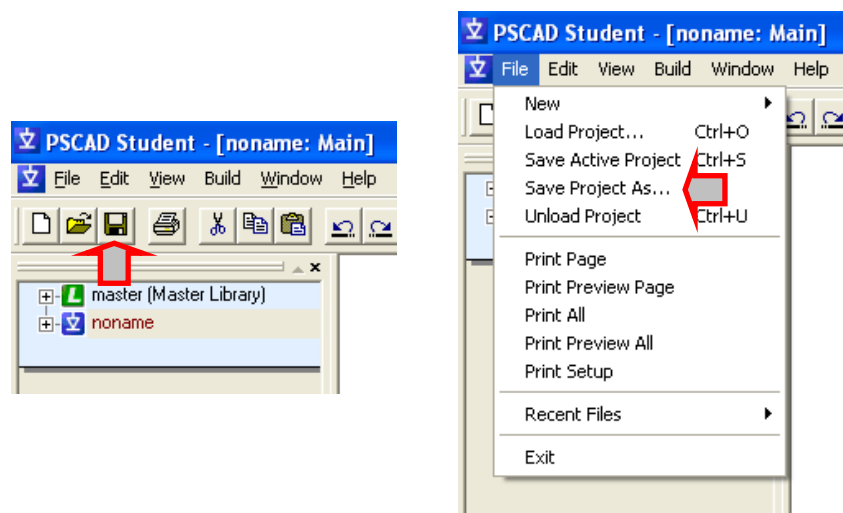 PSCAD Student - [noname: Main]
File Edit View Build Window Help
master (Master Library)
noname
PSCAD Student - [noname: Main]
File Edit View Build Window Help
New
Load Project... Ctrl+O
Save Active Project Ctrl+S
Save Project As...
Unload Project Ctrl+U
Print Page
Print Preview Page
Print All
Print Preview All
Print Setup
Recent Files
Exit